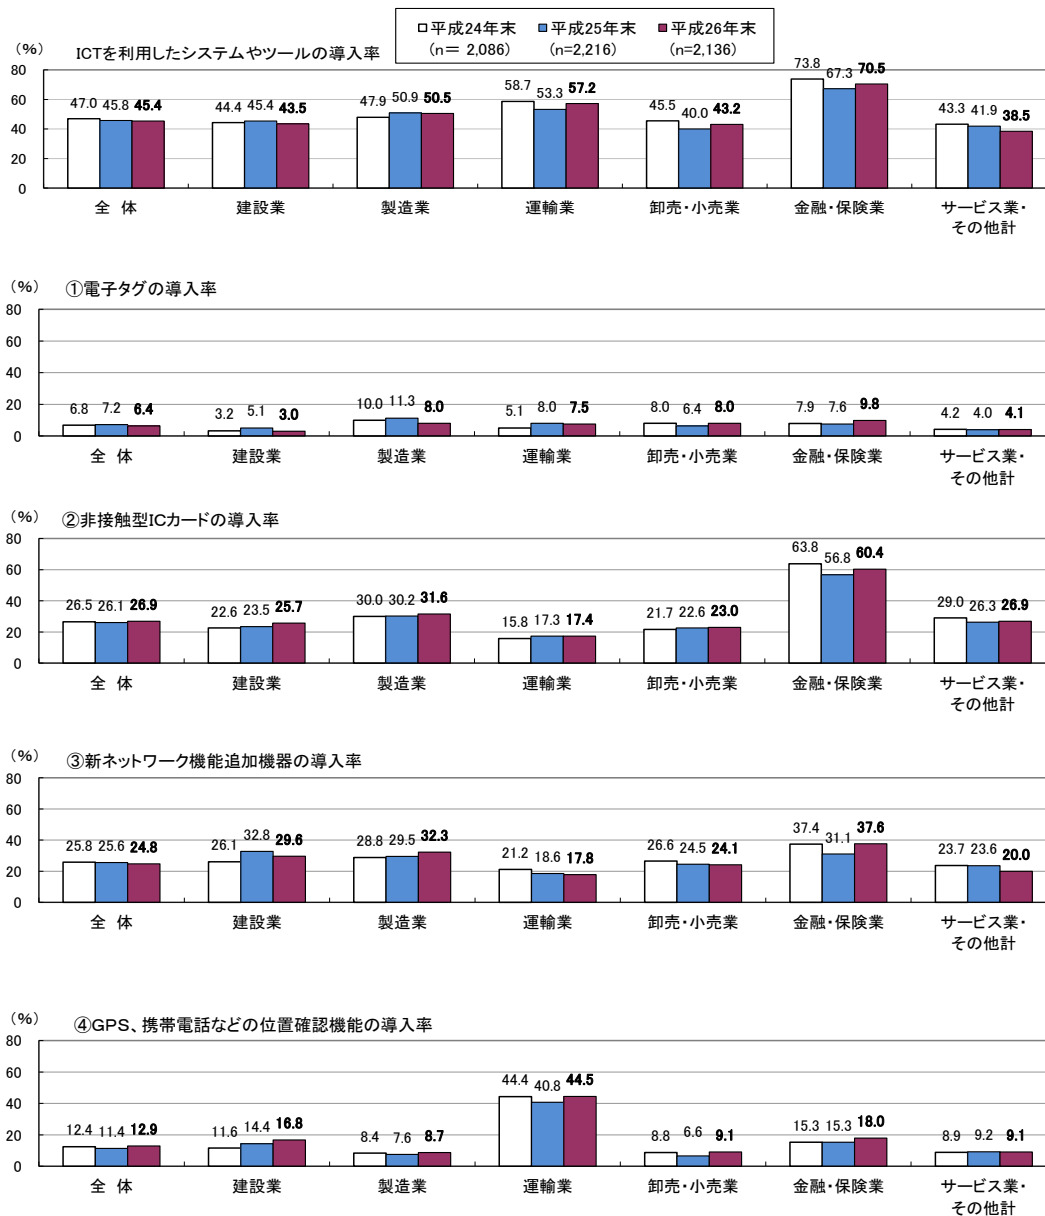 平成24年末 平成25年末 平成26年末
(n= 2,086) (n=2,216) (n=2,136)
(%) ICTを利用したシステムやツールの導入率
80
60
40
20
0
47.0 45.8 45.4 44.4 45.4 43.5 47.9 50.9 50.5 58.7 53.3 57.2 45.5 40.0 43.2 73.8 67.3 70.5 43.3 41.9 38.5
全 体 建設業 製造業 運輸業 卸売・小売業 金融・保険業 サービス業・
その他計
(%) ①電子タグの導入率
80
60
40
20
0
6.8 7.2 6.4 3.2 5.1 3.0 10.0 11.3 8.0 5.1 8.0 7.5 8.0 6.4 8.0 7.9 7.6 9.8 4.2 4.0 4.1
全 体 建設業 製造業 運輸業 卸売・小売業 金融・保険業 サービス業・
その他計
(%) ②非接触型ICカードの導入率
80
60
40
20
0
26.5 26.1 26.9 22.6 23.5 25.7 30.0 30.2 31.6 15.8 17.3 17.4 21.7 22.6 23.0 63.8 56.8 60.4 29.0 26.3 26.9
全 体 建設業 製造業 運輸業 卸売・小売業 金融・保険業 サービス業・
その他計
(%) ③新ネットワーク機能追加機器の導入率
80
60
40
20
0
25.8 25.6 24.8 26.1 32.8 29.6 28.8 29.5 32.3 21.2 18.6 17.8 26.6 24.5 24.1 37.4 31.1 37.6 23.7 23.6 20.0
全 体 建設業 製造業 運輸業 卸売・小売業 金融・保険業 サービス業・
その他計
(%) ④GPS、携帯電話などの位置確認機能の導入率
80
60
40
20
0
12.4 11.4 12.9 11.6 14.4 16.8 8.4 7.6 8.7 44.4 40.8 44.5 8.8 6.6 9.1 15.3 15.3 18.0 8.9 9.2 9.1
全 体 建設業 製造業 運輸業 卸売・小売業 金融・保険業 サービス業・
その他計